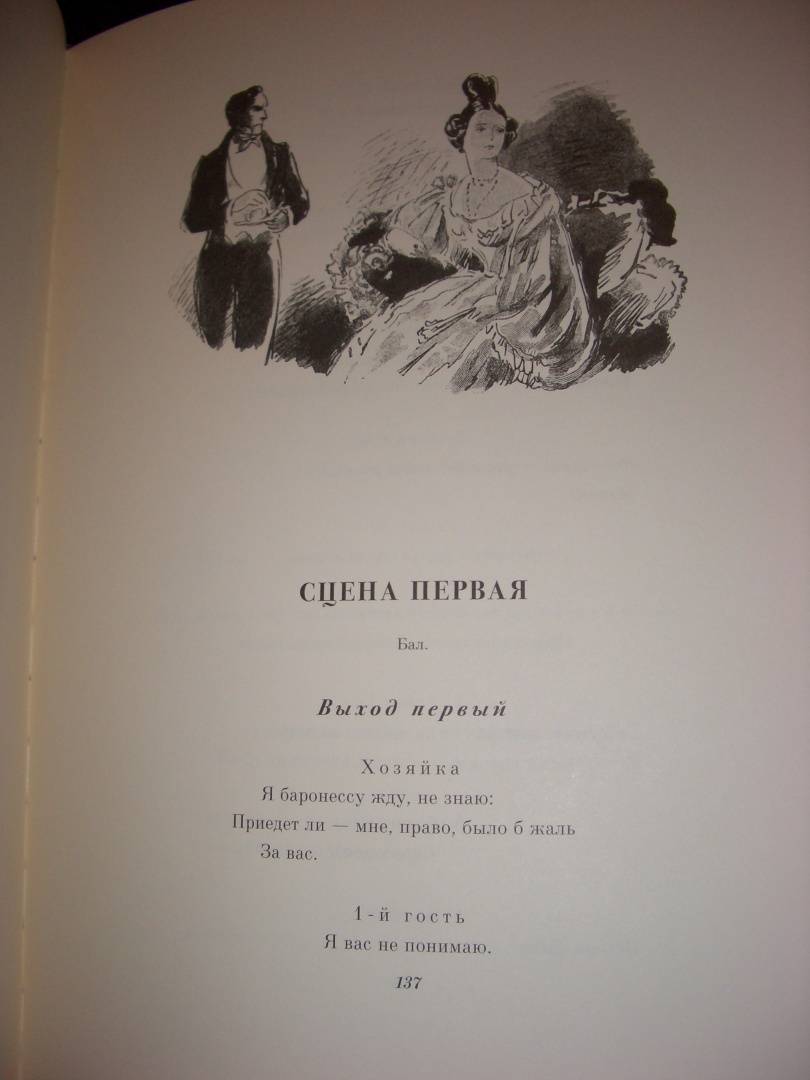 СЦЕНА ПЕРВАЯ
Бал.
Выход первый
Хозяйка
Я баронессу жду, не знаю:
Приедет ли — мне, право, было б жаль
За вас.
1-й гость
Я вас не понимаю.
137